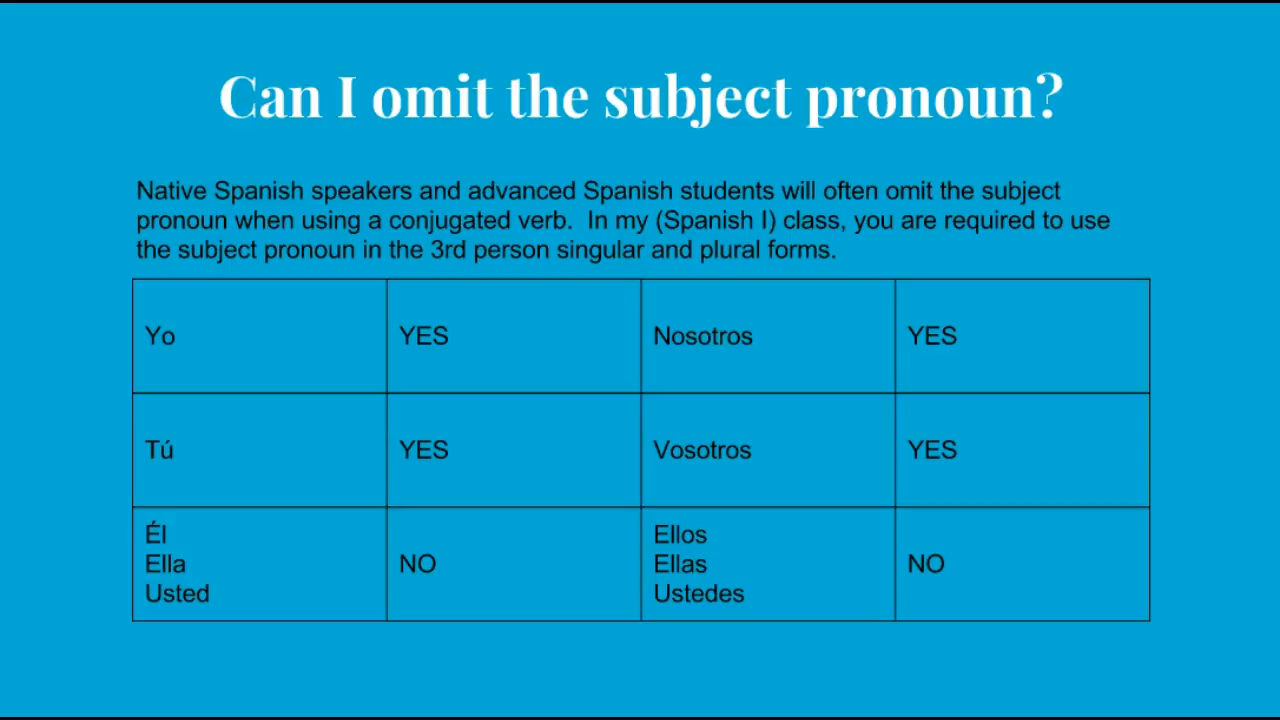 Can I omit the subject pronoun?
Native Spanish speakers and advanced Spanish students will often omit the subject
pronoun when using a conjugated verb.  In my (Spanish I) class, you are required to use
the subject pronoun in the 3rd person singular and plural forms.
Yo YES Nosotros YES
Tú YES Vosotros YES
Él
Ella
Usted
NO
Ellos
Ellas
Ustedes
NO